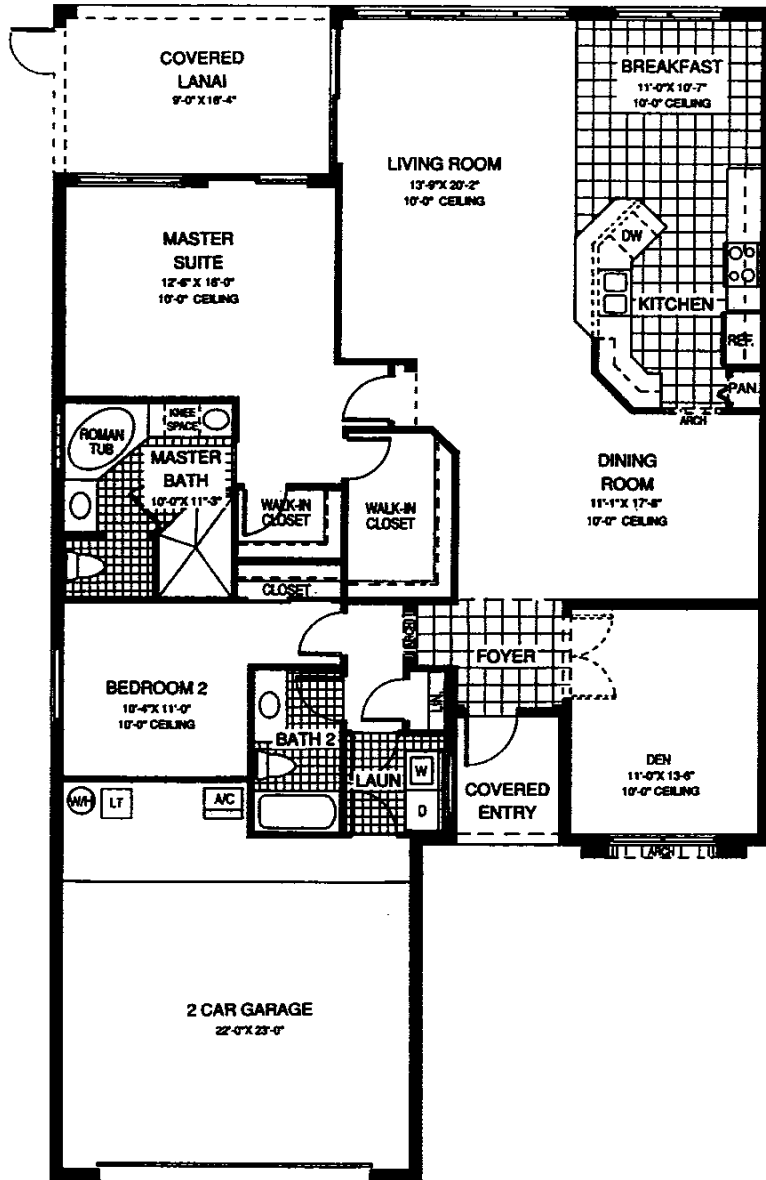 COVERED
LANAI
9'-0" X 16'-4"
BREAKFAST
11'-0"X 10'-7"
10'-0" CEILING
LIVING ROOM
13'-9"X 20'-2"
10'-0" CEILING
MASTER
SUITE
12'-6" X 16'-0"
10'-0" CEILING
DW
KITCHEN
REF.
PAN.
ARCH
KNEE
SPACE
ROMAN
TUB
MASTER
BATH
10'-0"X 11'-3"
WALK-IN
CLOSET
WALK-IN
CLOSET
DINING
ROOM
11'-1"X 17'-8"
10'-0" CEILING
CLOSET
ARCH
FOYER
BEDROOM 2
10'-4"X 11'-0"
10'-0" CEILING
LIN
BATH 2
LAUN
W
D
COVERED
ENTRY
DEN
11'-0"X 13'-6"
10'-0" CEILING
ARCH
W/H
LT
A/C
2 CAR GARAGE
22'-0"X 23'-0"